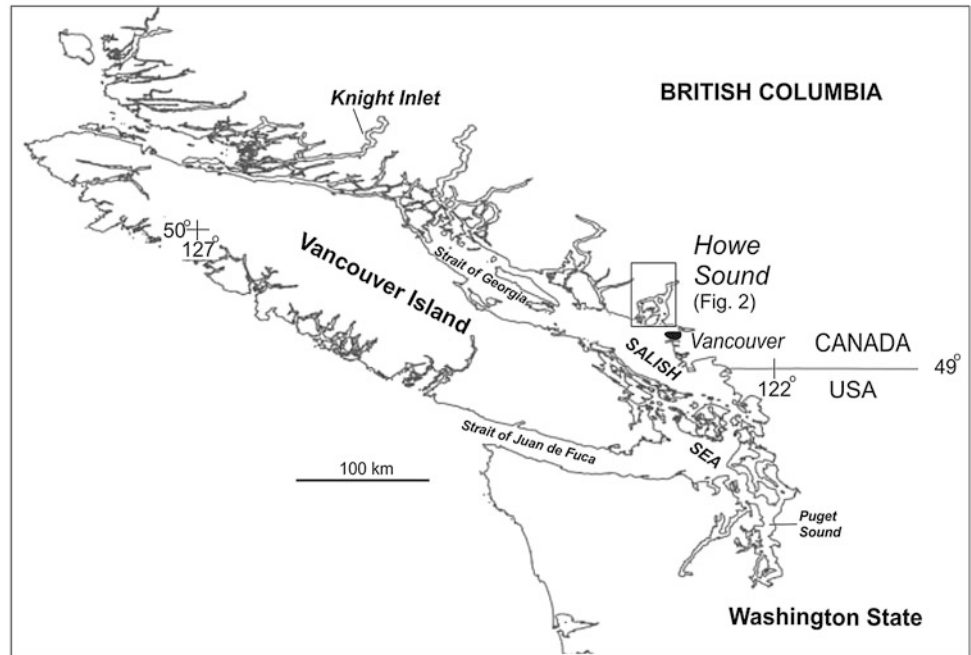 Knight Inlet
BRITISH COLUMBIA
50°
127°
Vancouver Island
Strait of Georgia
Howe
Sound
(Fig. 2)
Vancouver
CANADA
49°
122°
USA
SALISH
SEA
Strait of Juan de Fuca
100 km
Puget
Sound
Washington State